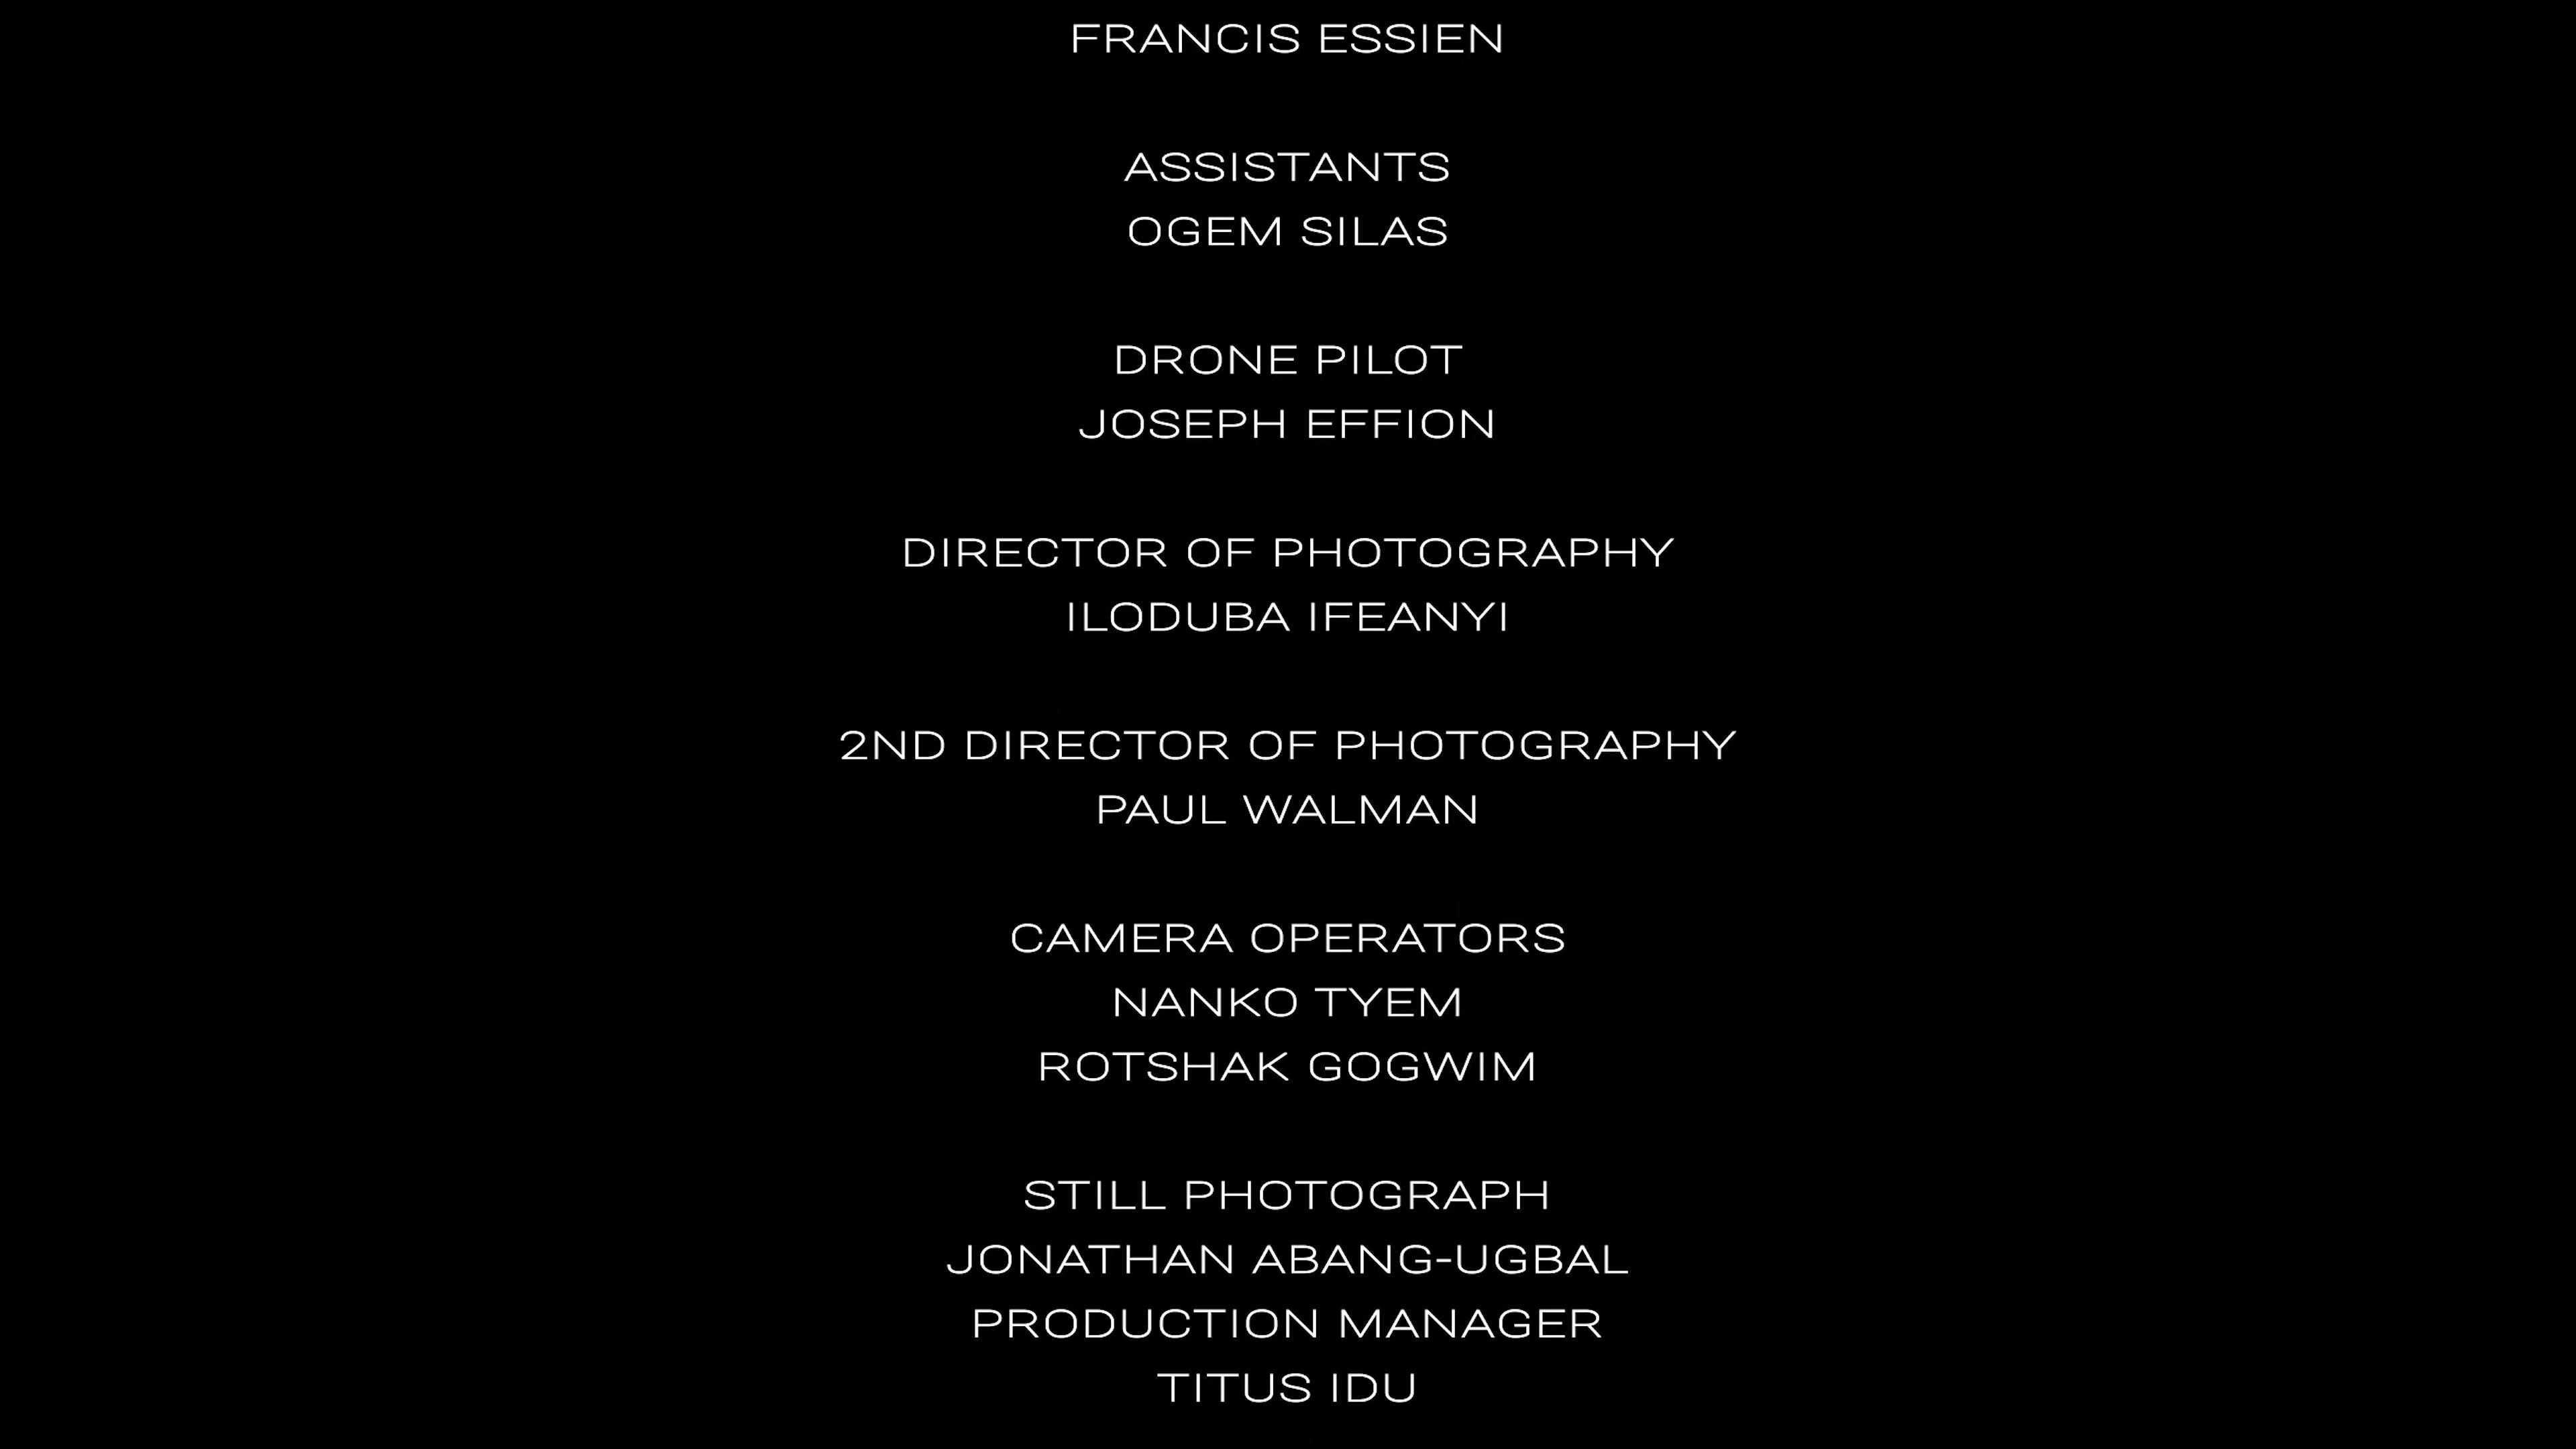 FRANCIS ESSIEN
ASSISTANTS
OGEM SILAS
DRONE PILOT
JOSEPH EFFION
DIRECTOR OF PHOTOGRAPHY
ILODUBA IFEANYI
2ND DIRECTOR OF PHOTOGRAPHY
PAUL WALMAN
CAMERA OPERATORS
NANKO TYEM
ROTSHAK GOGWIM
STILL PHOTOGRAPH
JONATHAN ABANG-UGBAL
PRODUCTION MANAGER
TITUS IDU